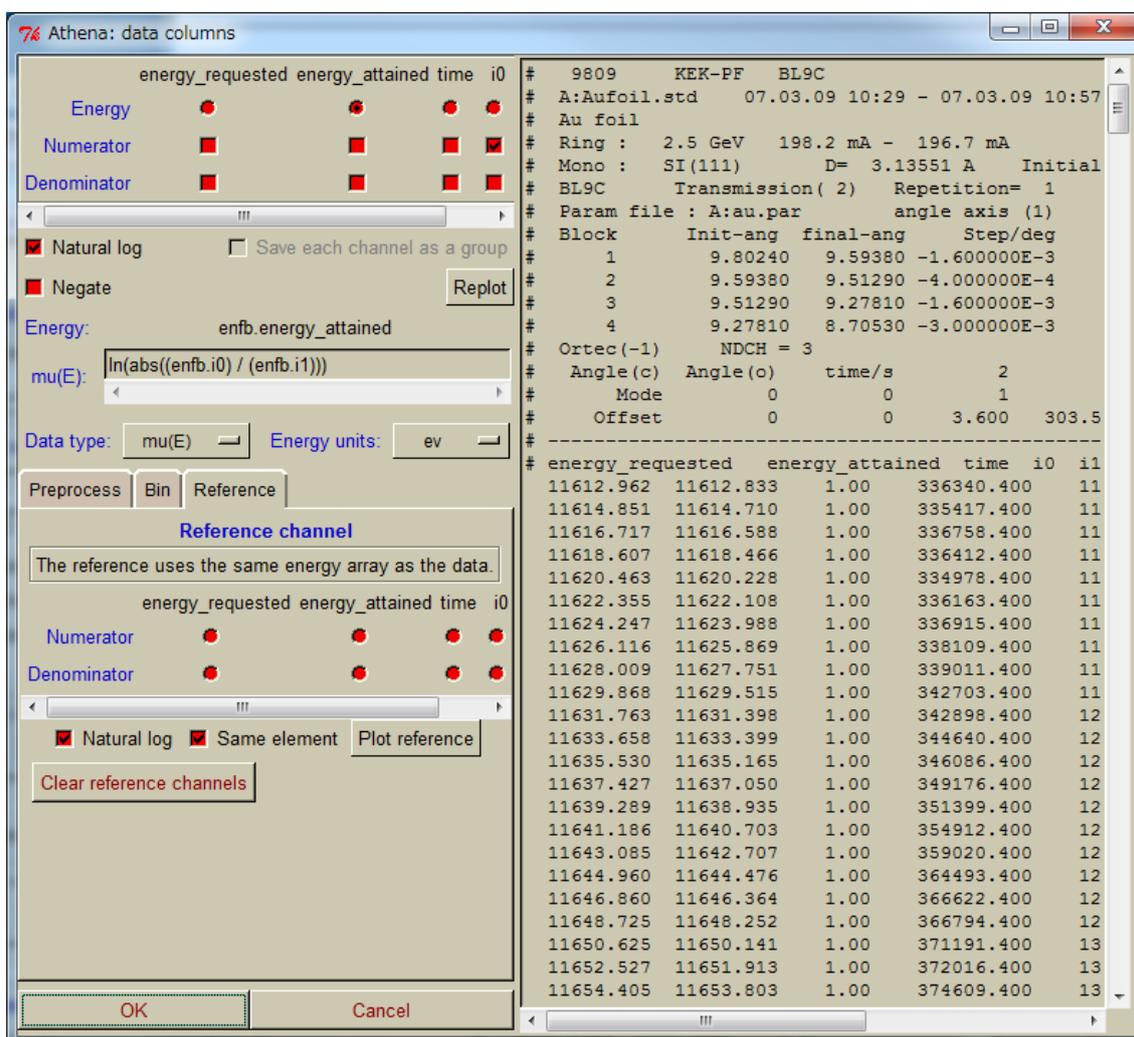 Athena: data columns
energy_requested energy_attained time i0
Energy
Numerator
Denominator
Natural log Save each channel as a group
Negate Replot
Energy: enfb.energy_attained
mu(E): ln(abs((enfb.i0) / (enfb.i1)))
Data type: mu(E) Energy units: ev
Preprocess Bin Reference
Reference channel
The reference uses the same energy array as the data.
energy_requested energy_attained time i0
Numerator
Denominator
Natural log Same element Plot reference
Clear reference channels
OK Cancel
# 9809 KEK-PF BL9C
# A:Aufoil.std 07.03.09 10:29 - 07.03.09 10:57
# Au foil
# Ring : 2.5 GeV 198.2 mA - 196.7 mA
# Mono : SI(111) D= 3.13551 A Initial
# BL9C Transmission( 2) Repetition= 1
# Param file : A:au.par angle axis (1)
# Block Init-ang final-ang Step/deg
# 1 9.80240 9.59380 -1.600000E-3
# 2 9.59380 9.51290 -4.000000E-4
# 3 9.51290 9.27810 -1.600000E-3
# 4 9.27810 8.70530 -3.000000E-3
# Ortec(-1) NDCH = 3
# Angle(c) Angle(o) time/s 2
# Mode 0 0 1
# Offset 0 0 3.600 303.5
# --------------------------------------------------
# energy_requested energy_attained time i0 i1
11612.962 11612.833 1.00 336340.400 11
11614.851 11614.710 1.00 335417.400 11
11616.717 11616.588 1.00 336758.400 11
11618.607 11618.466 1.00 336412.400 11
11620.463 11620.228 1.00 334978.400 11
11622.355 11622.108 1.00 336163.400 11
11624.247 11623.988 1.00 336915.400 11
11626.116 11625.869 1.00 338109.400 11
11628.009 11627.751 1.00 339011.400 11
11629.868 11629.515 1.00 342703.400 11
11631.763 11631.398 1.00 342898.400 12
11633.658 11633.399 1.00 344640.400 12
11635.530 11635.165 1.00 346086.400 12
11637.427 11637.050 1.00 349176.400 12
11639.289 11638.935 1.00 351399.400 12
11641.186 11640.703 1.00 354912.400 12
11643.085 11642.707 1.00 359020.400 12
11644.960 11644.476 1.00 364493.400 12
11646.860 11646.364 1.00 366622.400 12
11648.725 11648.252 1.00 366794.400 12
11650.625 11650.141 1.00 371191.400 13
11652.527 11651.913 1.00 372016.400 13
11654.405 11653.803 1.00 374609.400 13